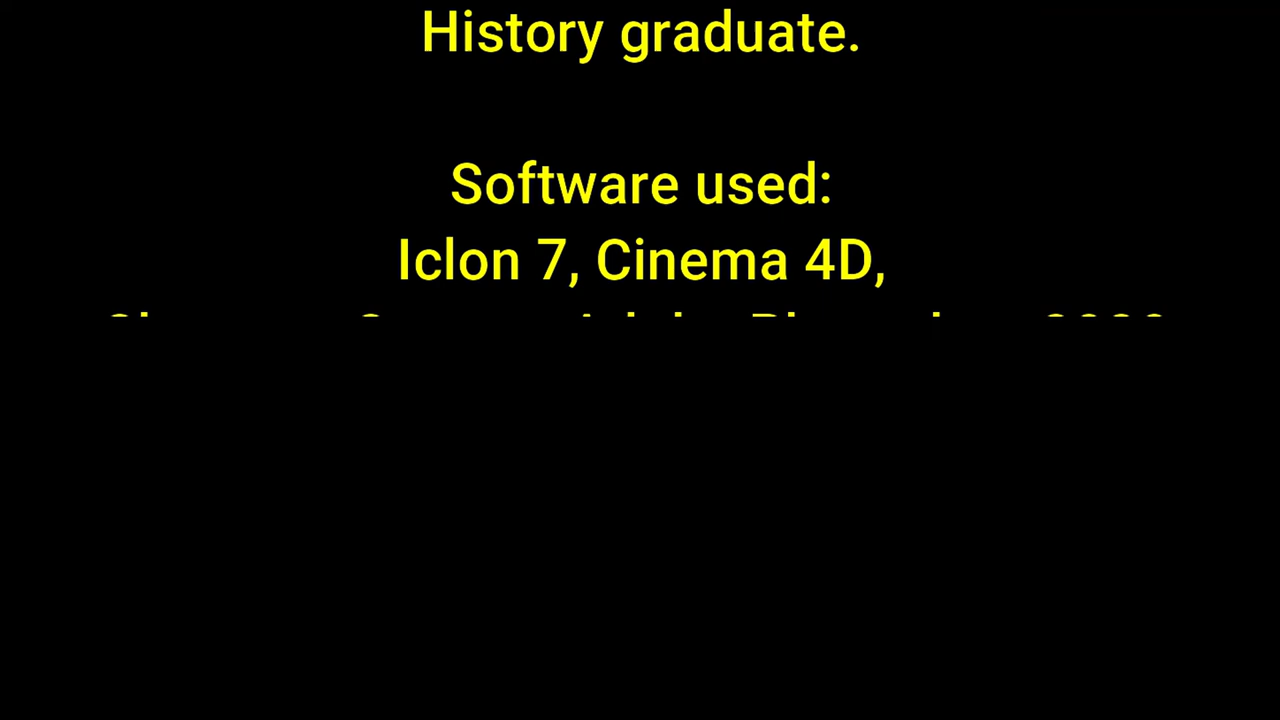 History graduate.
Software used:
Iclon 7, Cinema 4D,